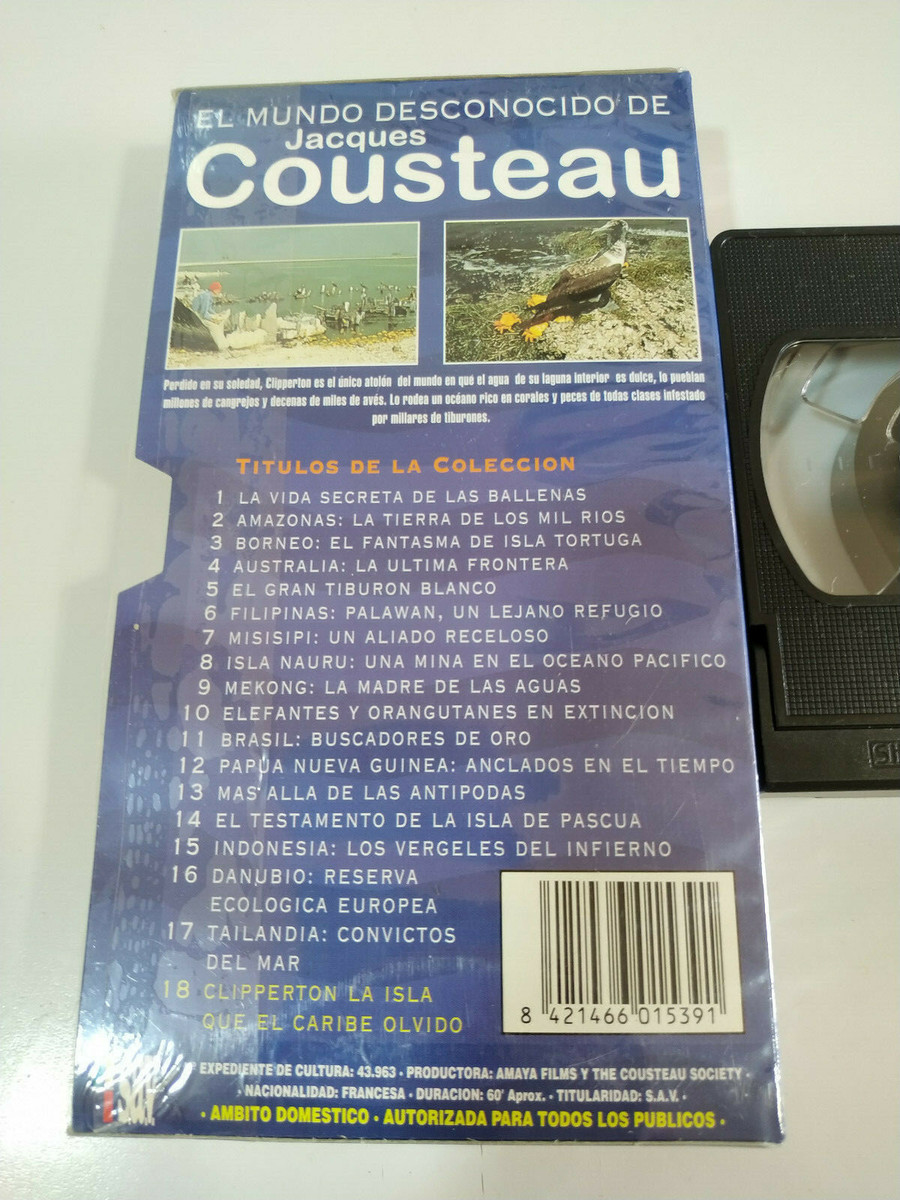 EL MUNDO DESCONOCIDO DE
Jacques
Cousteau
Perdido en su soledad, Clipperton es el único atolón del mundo en que el agua de su laguna interior es dulce, lo pueblan
millones de cangrejos y decenas de miles de avés. Lo rodea un océano rico en corales y peces de todas clases infestado
por millares de tiburones.
TITULOS DE LA COLECCION
1 LA VIDA SECRETA DE LAS BALLENAS
2 AMAZONAS: LA TIERRA DE LOS MIL RIOS
3 BORNEO: EL FANTASMA DE ISLA TORTUGA
4 AUSTRALIA: LA ULTIMA FRONTERA
5 EL GRAN TIBURON BLANCO
6 FILIPINAS: PALAWAN, UN LEJANO REFUGIO
7 MISISIPI: UN ALIADO RECELOSO
8 ISLA NAURU: UNA MINA EN EL OCEANO PACIFICO
9 MEKONG: LA MADRE DE LAS AGUAS
10 ELEFANTES Y ORANGUTANES EN EXTINCION
11 BRASIL: BUSCADORES DE ORO
12 PAPUA NUEVA GUINEA: ANCLADOS EN EL TIEMPO
13 MAS ALLA DE LAS ANTIPODAS
14 EL TESTAMENTO DE LA ISLA DE PASCUA
15 INDONESIA: LOS VERGELES DEL INFIERNO
16 DANUBIO: RESERVA
ECOLOGICA EUROPEA
17 TAILANDIA: CONVICTOS
DEL MAR
18 CLIPPERTON LA ISLA
QUE EL CARIBE OLVIDO
8 421466 015391
EXPEDIENTE DE CULTURA: 43.963 · PRODUCTORA: AMAYA FILMS Y THE COUSTEAU SOCIETY ·
· NACIONALIDAD: FRANCESA · DURACION: 60' Aprox. · TITULARIDAD: S.A.V. ·
· AMBITO DOMESTICO · AUTORIZADA PARA TODOS LOS PUBLICOS ·